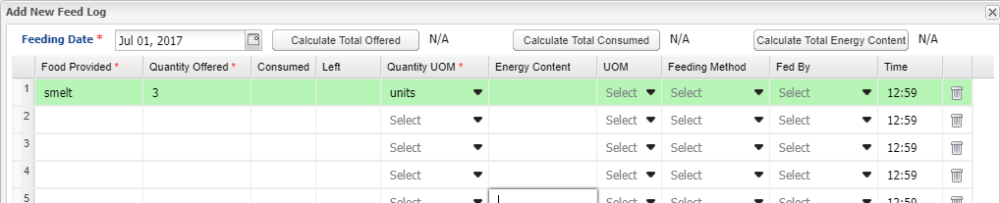 Add New Feed Log
Feeding Date * Jul 01, 2017 Calculate Total Offered N/A Calculate Total Consumed N/A Calculate Total Energy Content N/A
Food Provided * Quantity Offered * Consumed Left Quantity UOM * Energy Content UOM Feeding Method Fed By Time
1 smelt 3 units Select Select Select 12:59
2 Select Select Select Select 12:59
3 Select Select Select Select 12:59
4 Select Select Select Select 12:59
5 Select Select Select Select 12:59